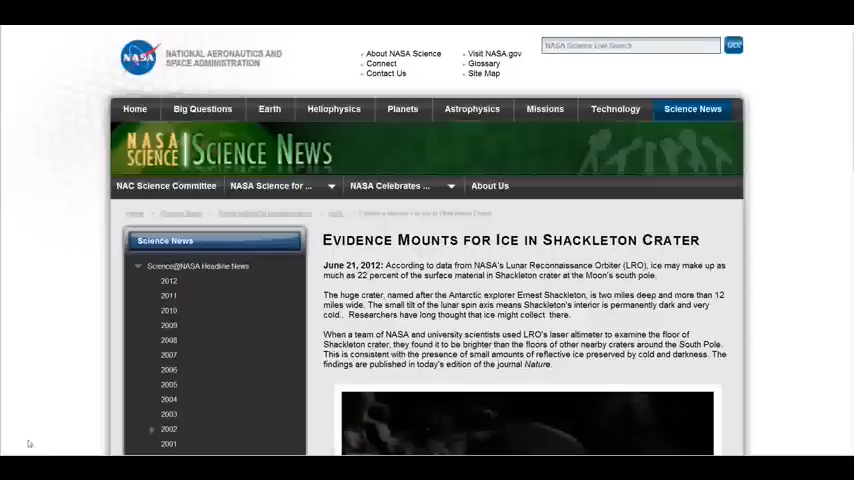 NASA
NATIONAL AERONAUTICS AND
SPACE ADMINISTRATION
About NASA Science
Connect
Contact Us
Visit NASA.gov
Glossary
Site Map
NASA Science Live Search
GO!
Home Big Questions Earth Heliophysics Planets Astrophysics Missions Technology Science News
NASA
SCIENCE
SCIENCE NEWS
NAC Science Committee NASA Science for ... NASA Celebrates ... About Us
Science News
Science@NASA Headline News
2012
2011
2010
2009
2008
2007
2006
2005
2004
2003
2002
2001
EVIDENCE MOUNTS FOR ICE IN SHACKLETON CRATER
June 21, 2012: According to data from NASA's Lunar Reconnaissance Orbiter (LRO), ice may make up as
much as 22 percent of the surface material in Shackleton crater at the Moon's south pole.
The huge crater, named after the Antarctic explorer Ernest Shackleton, is two miles deep and more than 12
miles wide. The small tilt of the lunar spin axis means Shackleton's interior is permanently dark and very
cold.. Researchers have long thought that ice might collect there.
When a team of NASA and university scientists used LRO's laser altimeter to examine the floor of
Shackleton crater, they found it to be brighter than the floors of other nearby craters around the South Pole.
This is consistent with the presence of small amounts of reflective ice preserved by cold and darkness. The
findings are published in today's edition of the journal Nature.